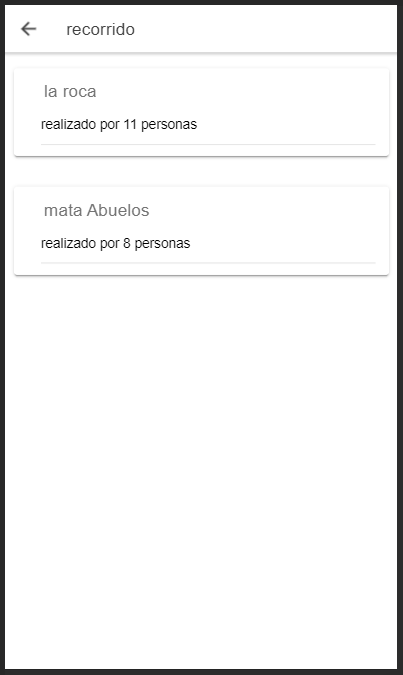 recorrido
la roca
realizado por 11 personas
mata Abuelos
realizado por 8 personas